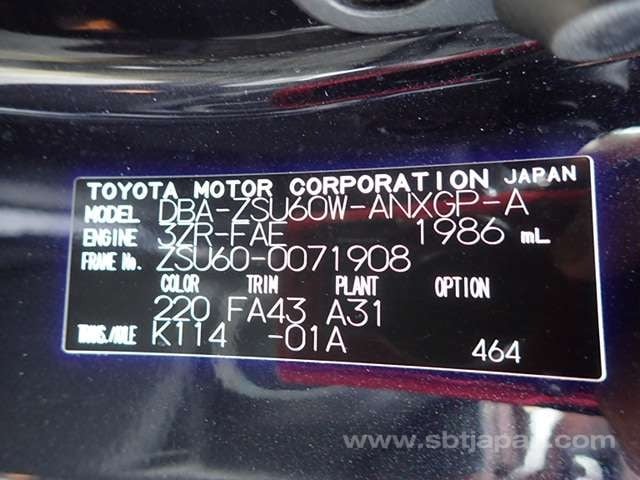 TOYOTA MOTOR CORPORATION JAPAN
MODEL DBA-ZSU60W-ANXGP-A
ENGINE 3ZR-FAE 1986 mL
FRAME No. ZSU60-0071908
COLOR TRIM PLANT OPTION
220 FA43 A31
TRANS./AXLE K114 -01A 464
www.sbtjapan.com